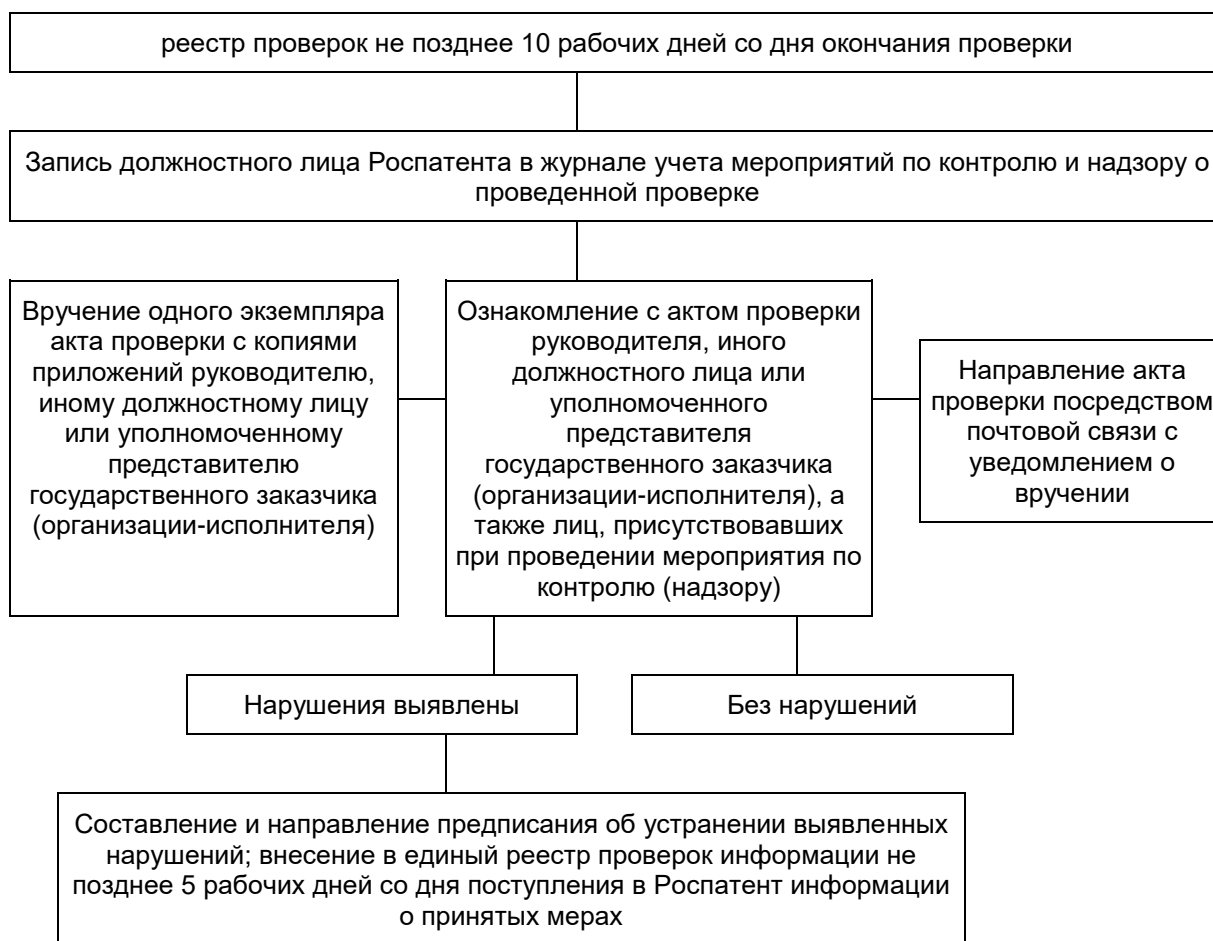 реестр проверок не позднее 10 рабочих дней со дня окончания проверки
Запись должностного лица Роспатента в журнале учета мероприятий по контролю и надзору о
проведенной проверке
Вручение одного экземпляра
акта проверки с копиями
приложений руководителю,
иному должностному лицу
или уполномоченному
представителю
государственного заказчика
(организации-исполнителя)
Ознакомление с актом проверки
руководителя, иного
должностного лица или
уполномоченного
представителя
государственного заказчика
(организации-исполнителя), а
также лиц, присутствовавших
при проведении мероприятия по
контролю (надзору)
Направление акта
проверки посредством
почтовой связи с
уведомлением о
вручении
Нарушения выявлены
Без нарушений
Составление и направление предписания об устранении выявленных
нарушений; внесение в единый реестр проверок информации не
позднее 5 рабочих дней со дня поступления в Роспатент информации
о принятых мерах